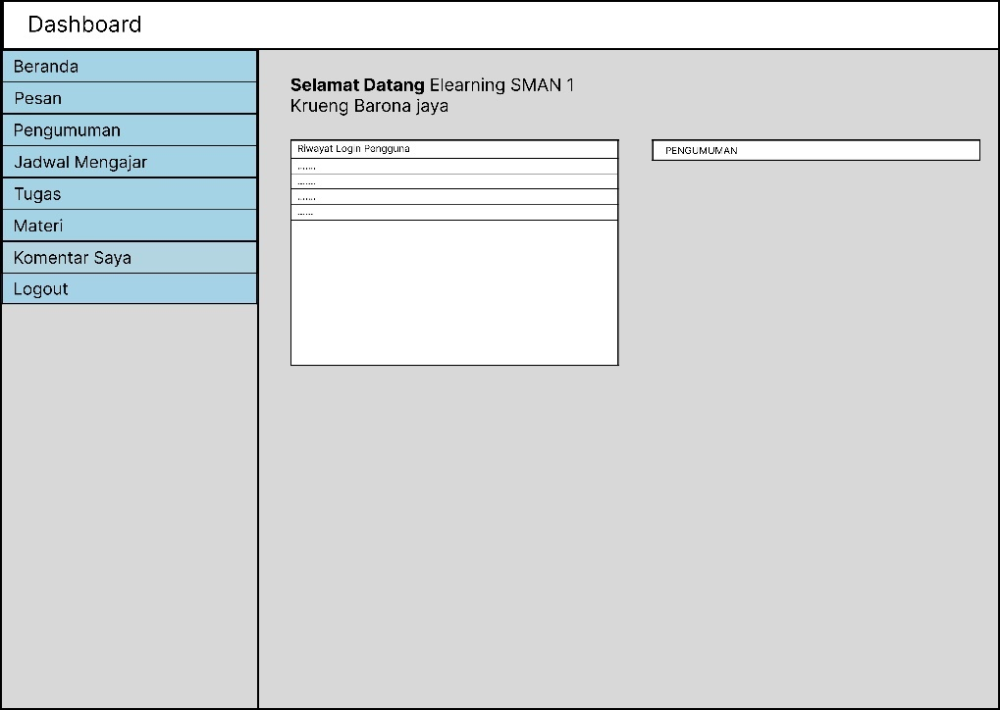 Dashboard
Beranda
Pesan
Pengumuman
Jadwal Mengajar
Tugas
Materi
Komentar Saya
Logout
Selamat Datang Elearning SMAN 1
Krueng Barona jaya
Riwayat Login Pengguna
.......
.......
.......
......
PENGUMUMAN